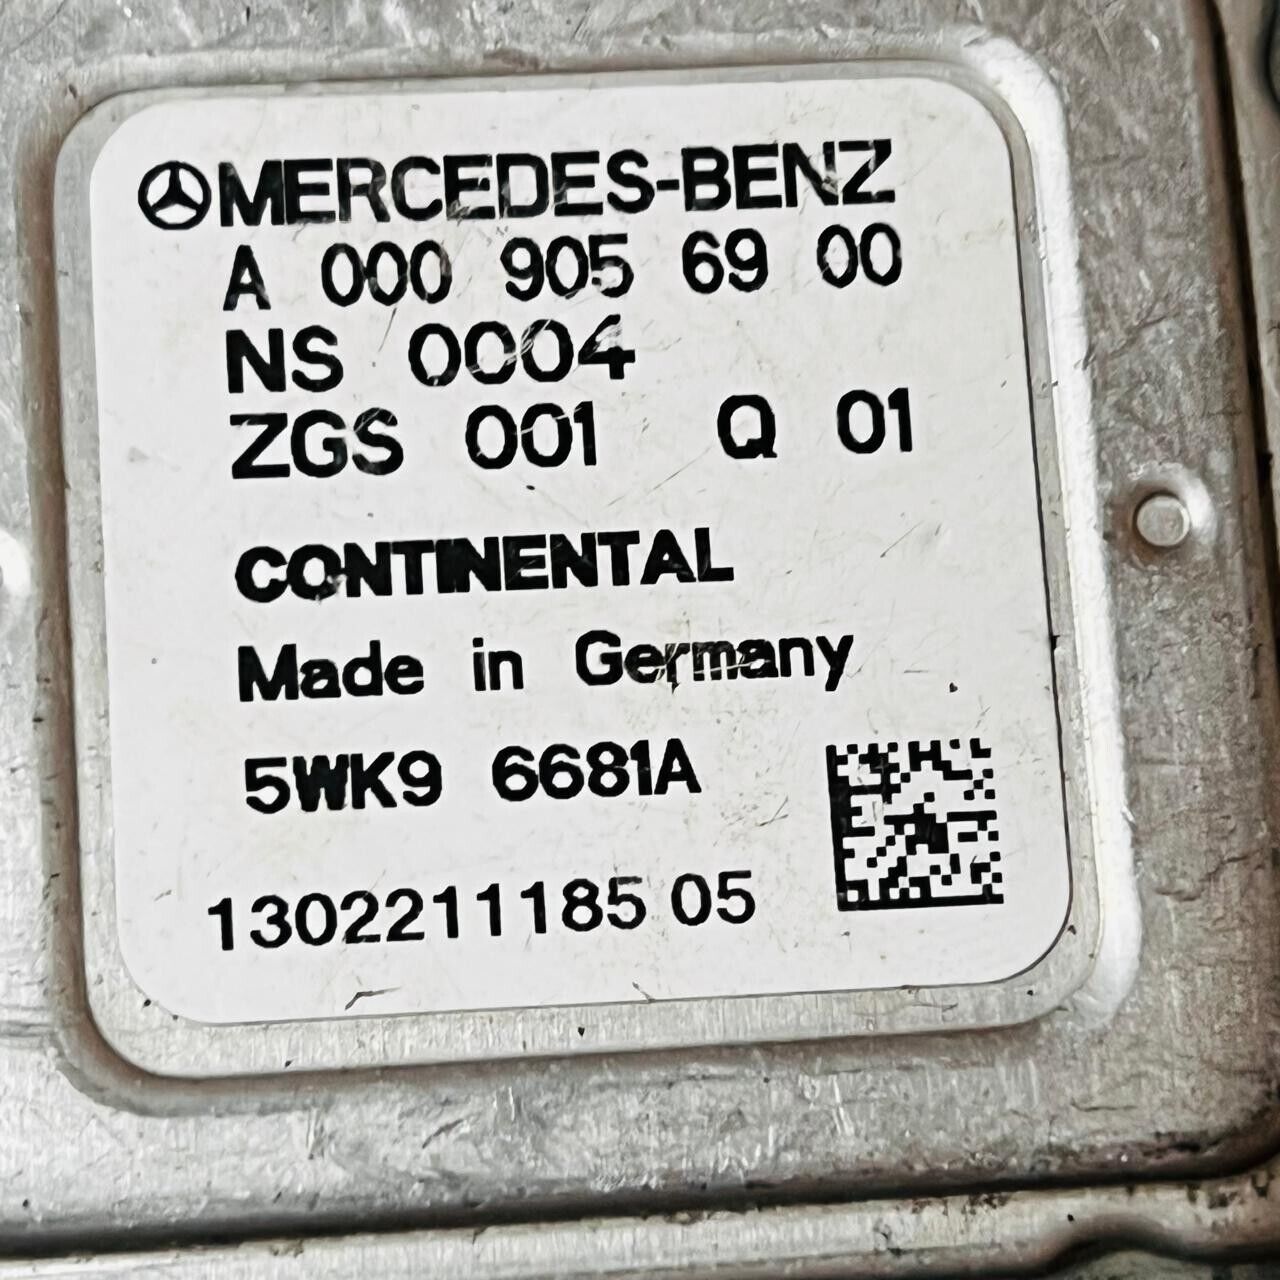 MERCEDES-BENZ
A 000 905 69 00
NS 0004
ZGS 001 Q 01
CONTINENTAL
Made in Germany
5WK9 6681A
1302211185 05